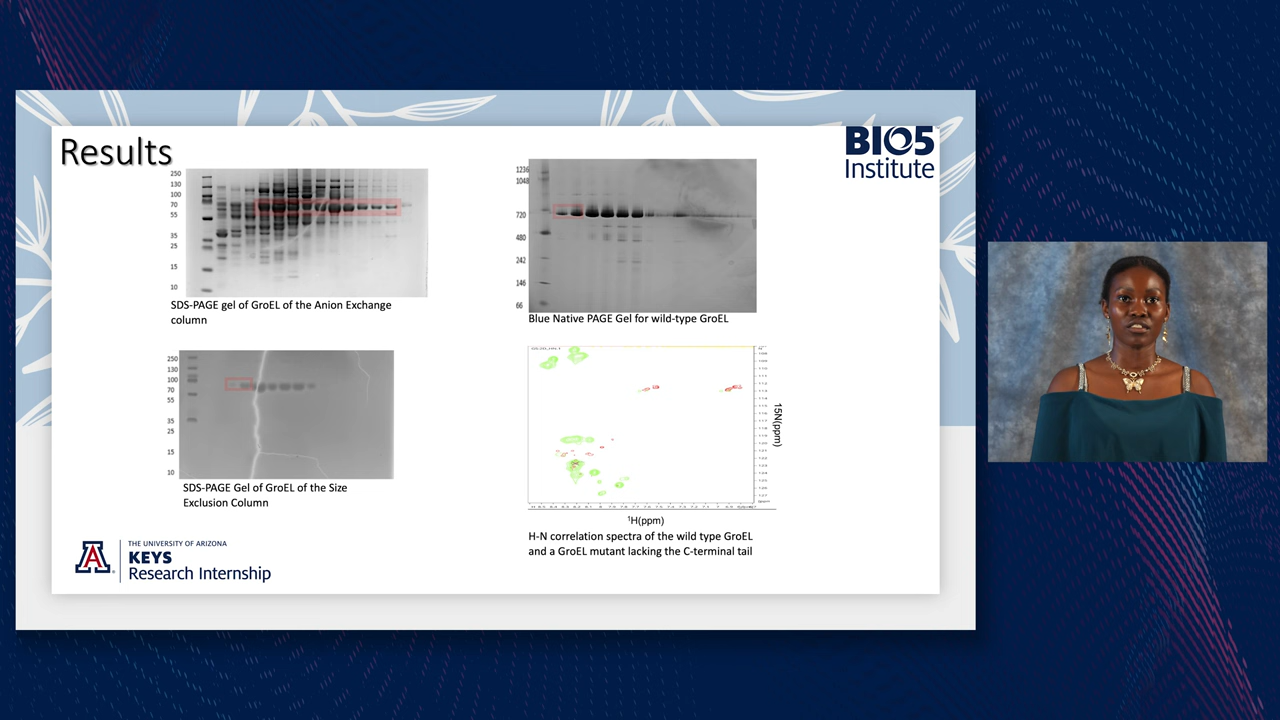 Results
BIO5
Institute
250
130
100
70
55
35
25
15
10
SDS-PAGE gel of GroEL of the Anion Exchange
column
1236
1048
720
480
242
146
66
Blue Native PAGE Gel for wild-type GroEL
250
130
100
70
55
35
25
15
10
SDS-PAGE Gel of GroEL of the Size
Exclusion Column
15N(ppm)
¹H(ppm)
H-N correlation spectra of the wild type GroEL
and a GroEL mutant lacking the C-terminal tail
A
THE UNIVERSITY OF ARIZONA
KEYS
Research Internship